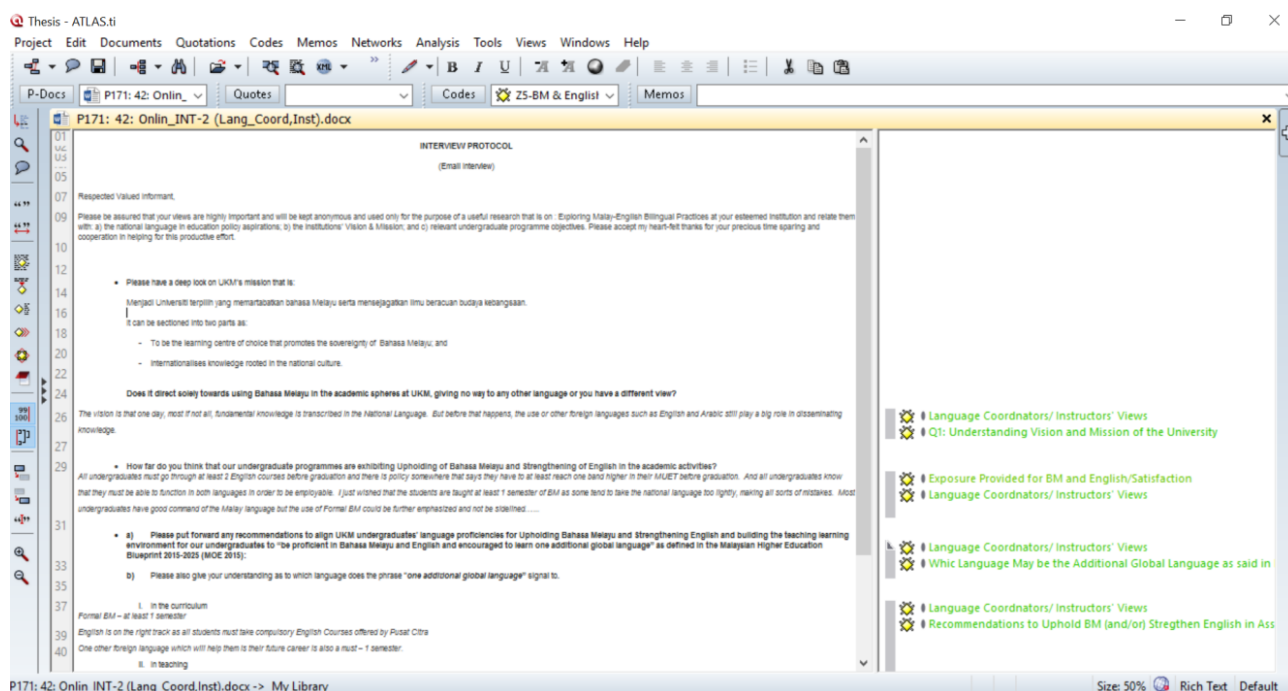 Thesis - ATLAS.ti
Project Edit Documents Quotations Codes Memos Networks Analysis Tools Views Windows Help
B I U
P-Docs P171: 42: Onlin_ Quotes Codes Z5-BM & English Memos
P171: 42: Onlin_INT-2 (Lang_Coord,Inst).docx
01
02
03
05
INTERVIEW PROTOCOL
(Email Interview)
07 Respected Valued Informant,
09 Please be assured that your views are highly important and will be kept anonymous and used only for the purpose of a useful research that is on : Exploring Malay-English Bilingual Practices at your esteemed institution and relate them
with: a) the national language in education policy aspirations; b) the institutions' Vision & Mission; and c) relevant undergraduate programme objectives. Please accept my heart-felt thanks for your precious time sparing and
10 cooperation in helping for this productive effort.
12 • Please have a deep look on UKM's mission that is:
14 Menjadi Universiti terpilih yang memartabatkan bahasa Melayu serta mensejagatkan ilmu beracuan budaya kebangsaan.
16 It can be sectioned into two parts as:
18 - To be the learning centre of choice that promotes the sovereignty of Bahasa Melayu; and
20 - Internationalises knowledge rooted in the national culture.
22
24 Does it direct solely towards using Bahasa Melayu in the academic spheres at UKM, giving no way to any other language or you have a different view?
26 The vision is that one day, most if not all, fundamental knowledge is transcribed in the National Language. But before that happens, the use or other foreign languages such as English and Arabic still play a big role in disseminating
knowledge.
27
29 • How far do you think that our undergraduate programmes are exhibiting Upholding of Bahasa Melayu and Strengthening of English in the academic activities?
All undergraduates must go through at least 2 English courses before graduation and there is policy somewhere that says they have to at least reach one band higher in their MUET before graduation. And all undergraduates know
that they must be able to function in both languages in order to be employable. I just wished that the students are taught at least 1 semester of BM as some tend to take the national language too lightly, making all sorts of mistakes. Most
undergraduates have good command of the Malay language but the use of Formal BM could be further emphasized and not be sidelined......
31 • a) Please put forward any recommendations to align UKM undergraduates' language proficiencies for Upholding Bahasa Melayu and Strengthening English and building the teaching learning
environment for our undergraduates to "be proficient in Bahasa Melayu and English and encouraged to learn one additional global language" as defined in the Malaysian Higher Education
Blueprint 2015-2025 (MOE 2015):
33 b) Please also give your understanding as to which language does the phrase "one additional global language" signal to.
35
37 I. In the curriculum
Formal BM – at least 1 semester
39 English is on the right track as all students must take compulsory English Courses offered by Pusat Citra
40 One other foreign language which will help them is their future career is also a must – 1 semester.
II. In teaching
Language Coordnators/ Instructors' Views
Q1: Understanding Vision and Mission of the University
Exposure Provided for BM and English/Satisfaction
Language Coordnators/ Instructors' Views
Language Coordnators/ Instructors' Views
Whic Language May be the Additional Global Language as said in
Language Coordnators/ Instructors' Views
Recommendations to Uphold BM (and/or) Stregthen English in Ass
P171: 42: Onlin_INT-2 (Lang_Coord,Inst).docx -> My Library
Size: 50% Rich Text Default